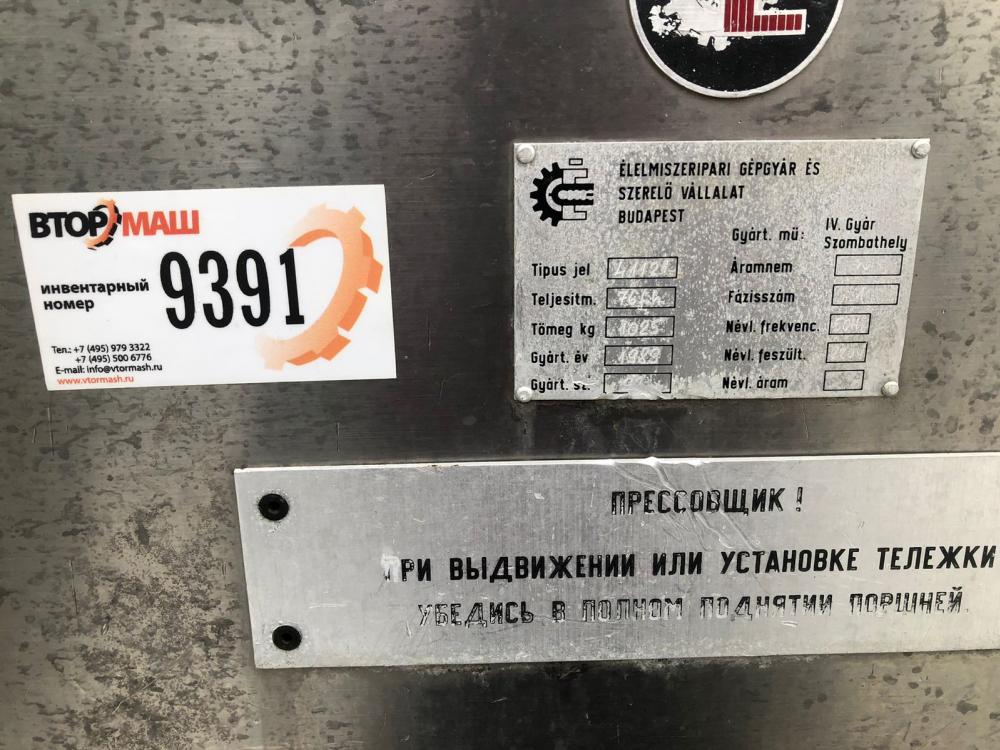 ВТОРМАШ
инвентарный
номер
9391
Тел.: +7 (495) 979 3322
+7 (495) 500 6776
E-mail: info@vtormash.ru
www.vtormash.ru
ÉLELMISZERIPARI GÉPGYÁR ÉS
SZERELŐ VÁLLALAT
BUDAPEST
Gyárt. mü: IV. Gyár
Szombathely
Tipus jel
Teljesitm.
Tömeg kg
Gyárt. év
Gyárt. sz.
Áramnem
Fázisszám
Névl. frekvenc.
Névl. feszült.
Névl. áram
ПРЕССОВЩИК!
ПРИ ВЫДВИЖЕНИИ ИЛИ УСТАНОВКЕ ТЕЛЕЖКИ
УБЕДИСЬ В ПОЛНОМ ПОДНЯТИИ ПОРШНЕЙ